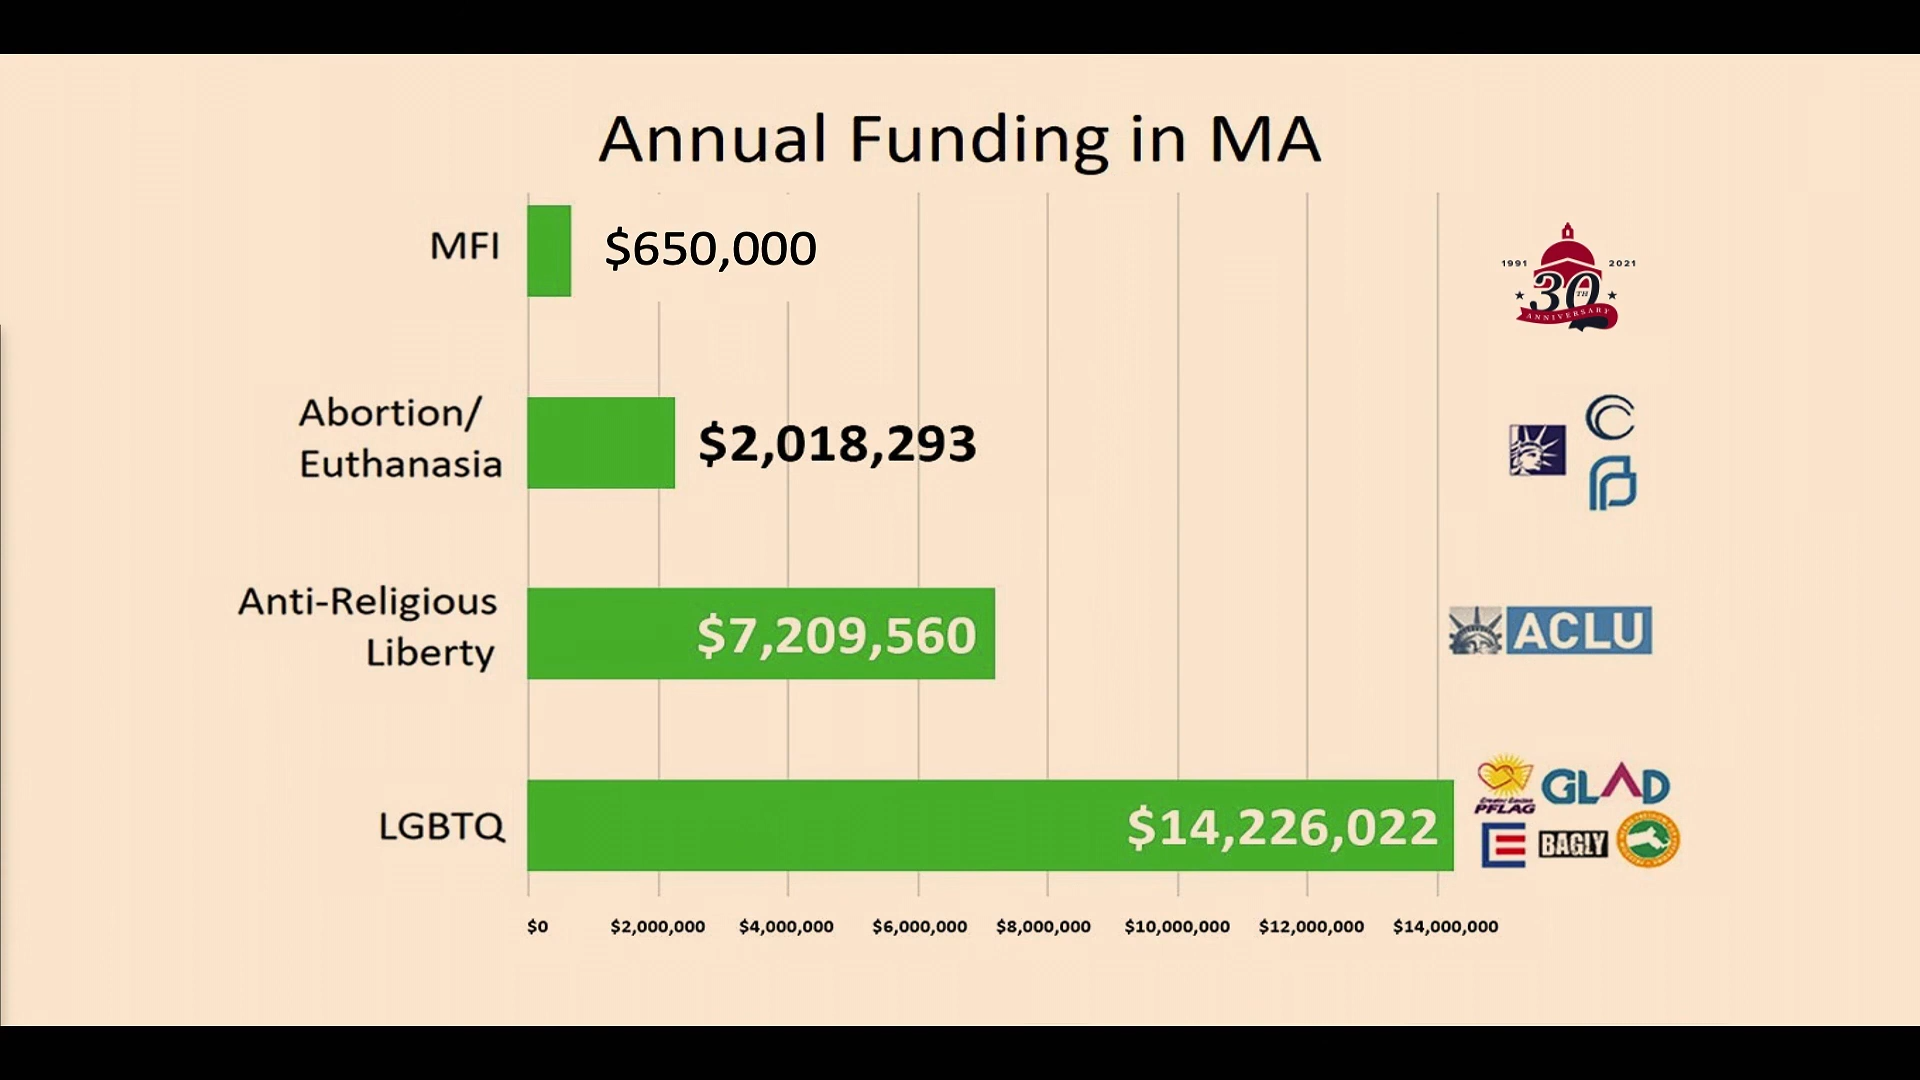 Annual Funding in MA
MFI
$650,000
1991
2021
30
TH
ANNIVERSARY
Abortion/
Euthanasia
$2,018,293
Anti-Religious
Liberty
$7,209,560
ACLU
LGBTQ
$14,226,022
PFLAG
GLAD
BAGLY
$0 $2,000,000 $4,000,000 $6,000,000 $8,000,000 $10,000,000 $12,000,000 $14,000,000